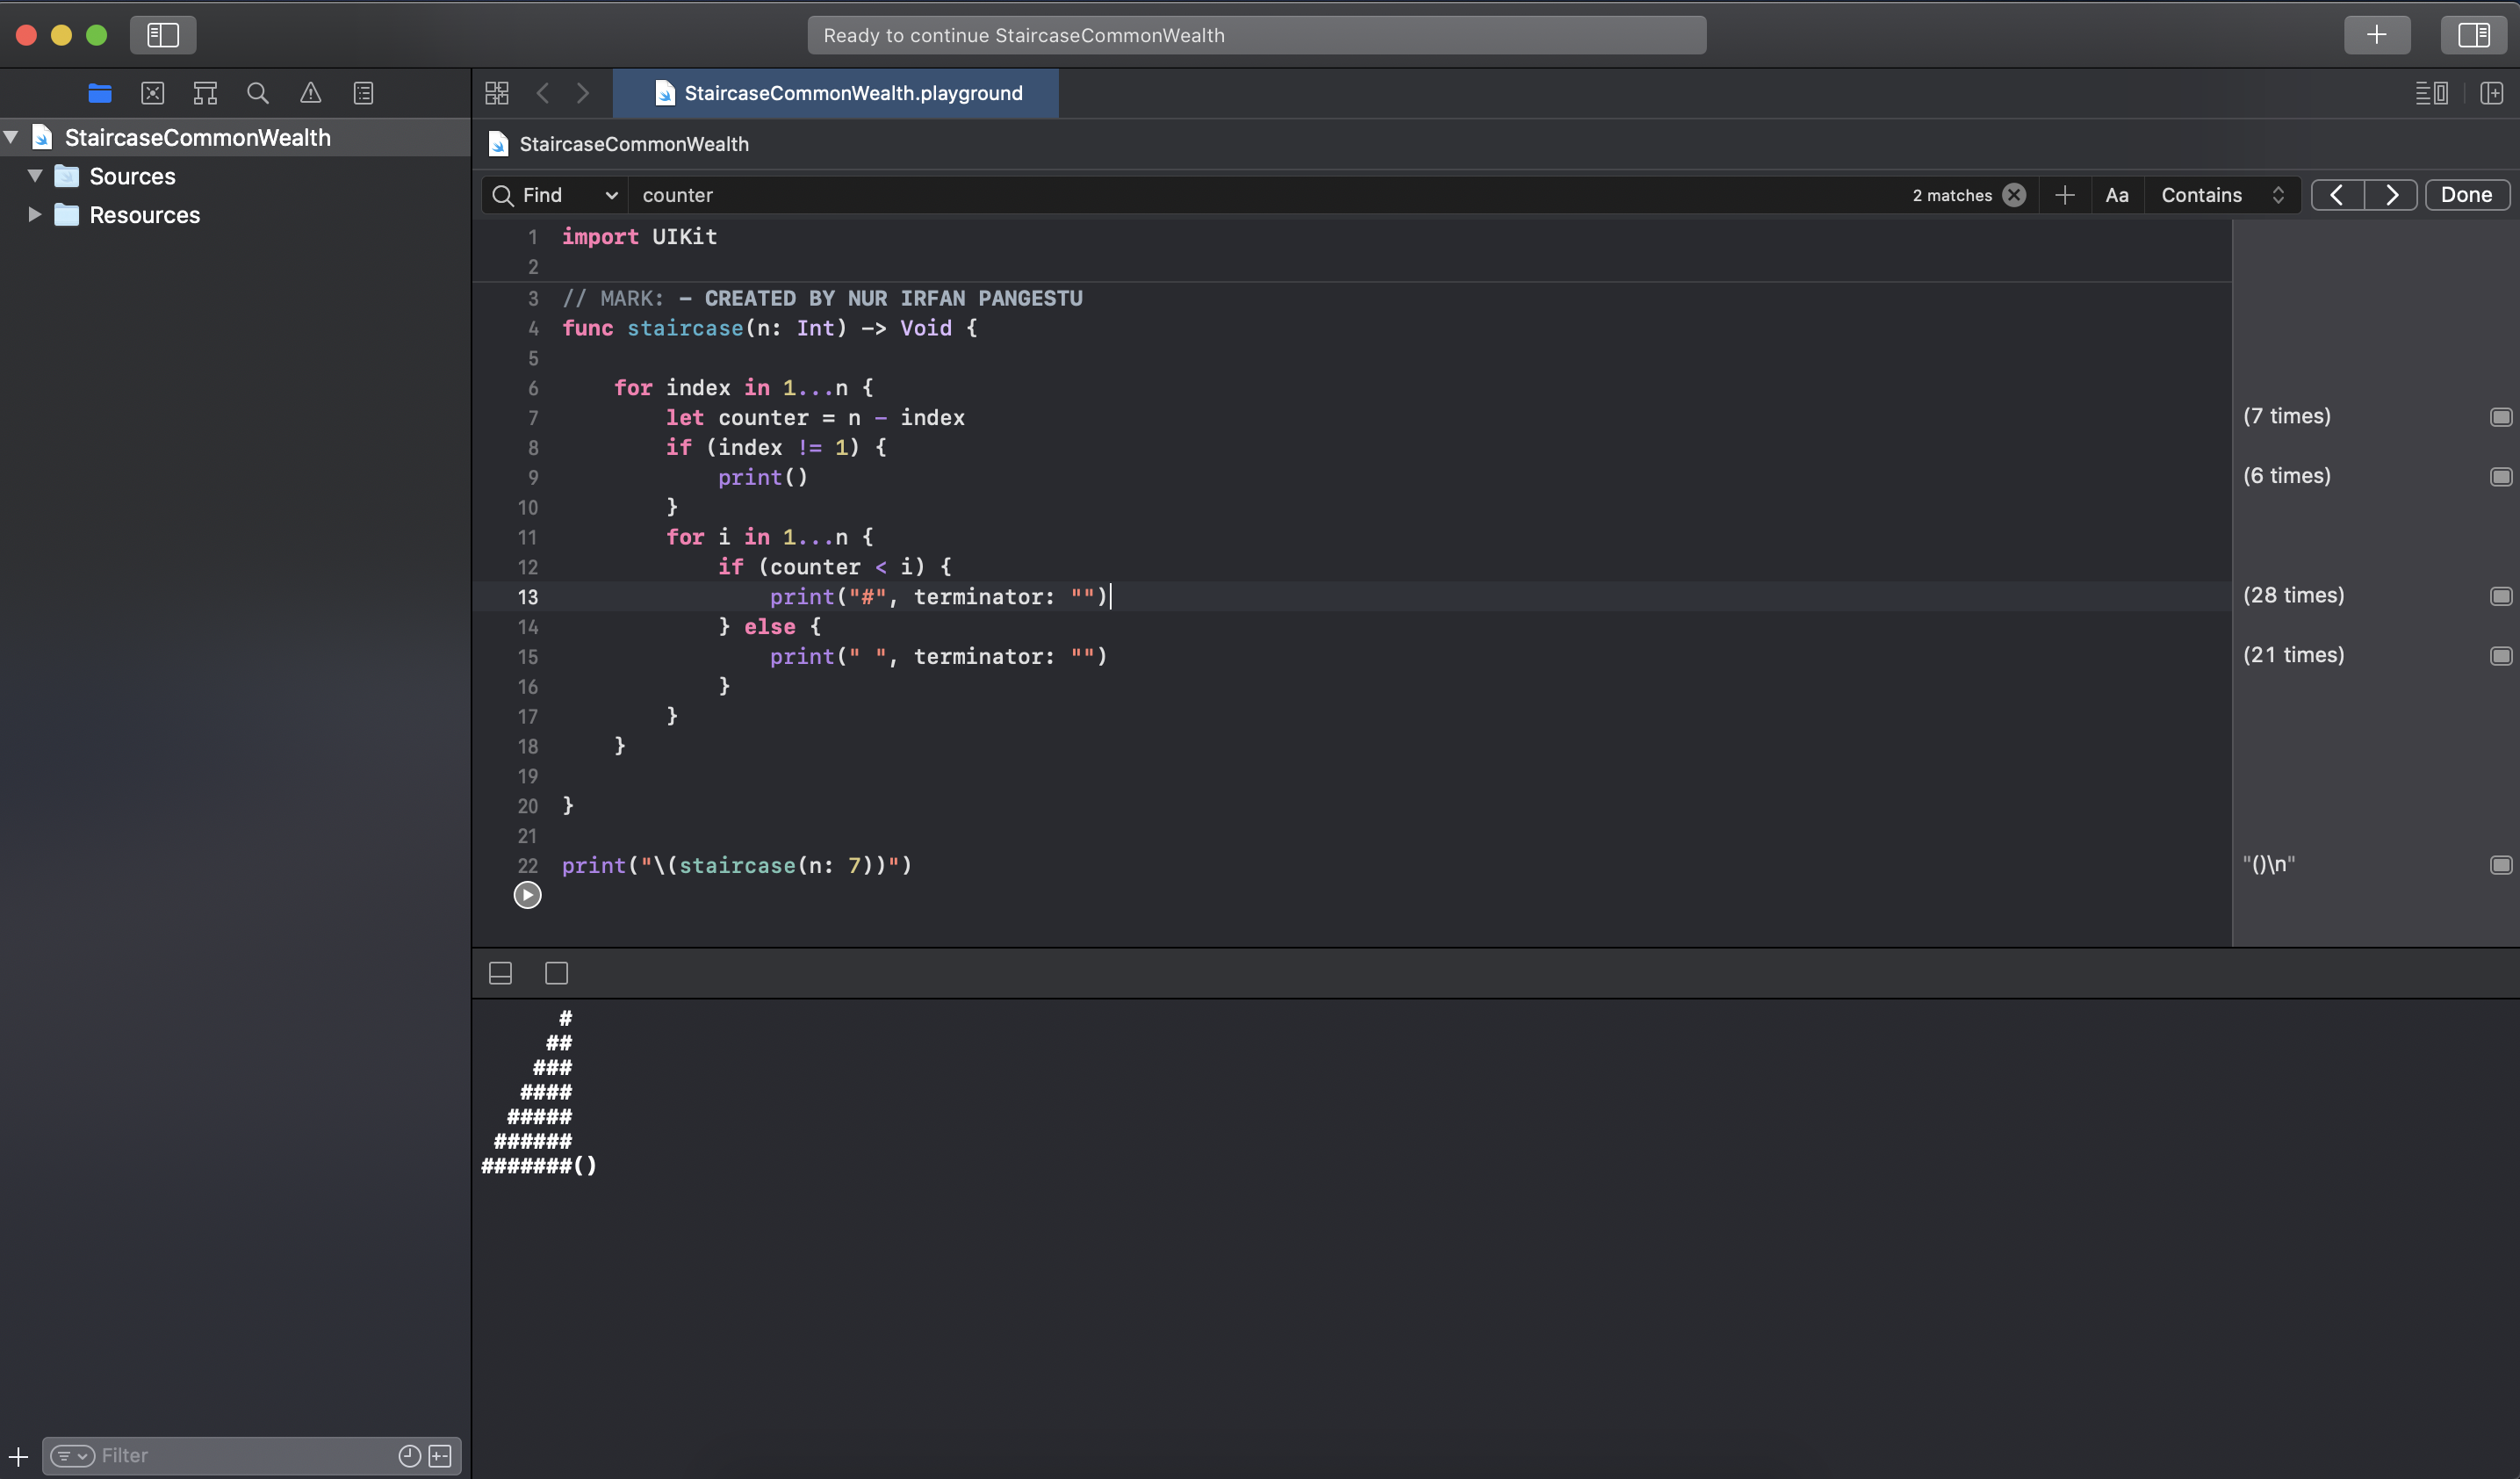 Ready to continue StaircaseCommonWealth
StaircaseCommonWealth.playground
StaircaseCommonWealth
Sources
Resources
StaircaseCommonWealth
Find counter 2 matches Aa Contains Done
1 import UIKit
2
3 // MARK: - CREATED BY NUR IRFAN PANGESTU
4 func staircase(n: Int) -> Void {
5
6     for index in 1...n {
7         let counter = n - index (7 times)
8         if (index != 1) {
9             print() (6 times)
10         }
11         for i in 1...n {
12             if (counter < i) {
13                 print("#", terminator: "") (28 times)
14             } else {
15                 print(" ", terminator: "") (21 times)
16             }
17         }
18     }
19
20 }
21
22 print("\(staircase(n: 7))") "()\n"
      #
     ##
    ###
   ####
  #####
 ######
#######()
Filter